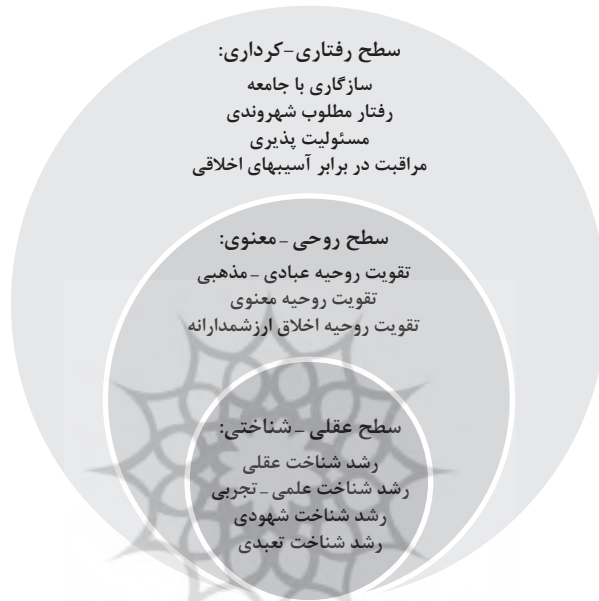 سطح رفتاری-کرداری:
سازگاری با جامعه
رفتار مطلوب شهروندی
مسئولیت پذیری
مراقبت در برابر آسیبهای اخلاقی
سطح روحی - معنوی:
تقویت روحیه عبادی - مذهبی
تقویت روحیه معنوی
تقویت روحیه اخلاق ارزشمدارانه
سطح عقلی - شناختی:
رشد شناخت عقلی
رشد شناخت علمی - تجربی
رشد شناخت شهودی
رشد شناخت تعبدی